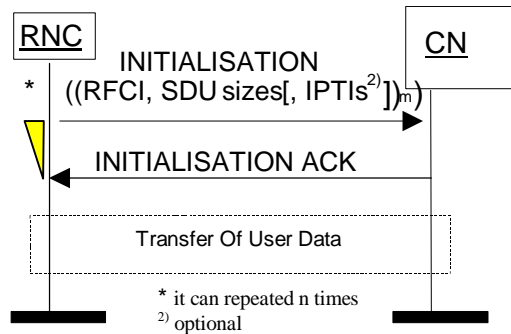 RNC
CN
INITIALISATION
* ((RFCI, SDU sizes[, IPTIs2)])m)
INITIALISATION ACK
Transfer Of User Data
* it can repeated n times
2) optional